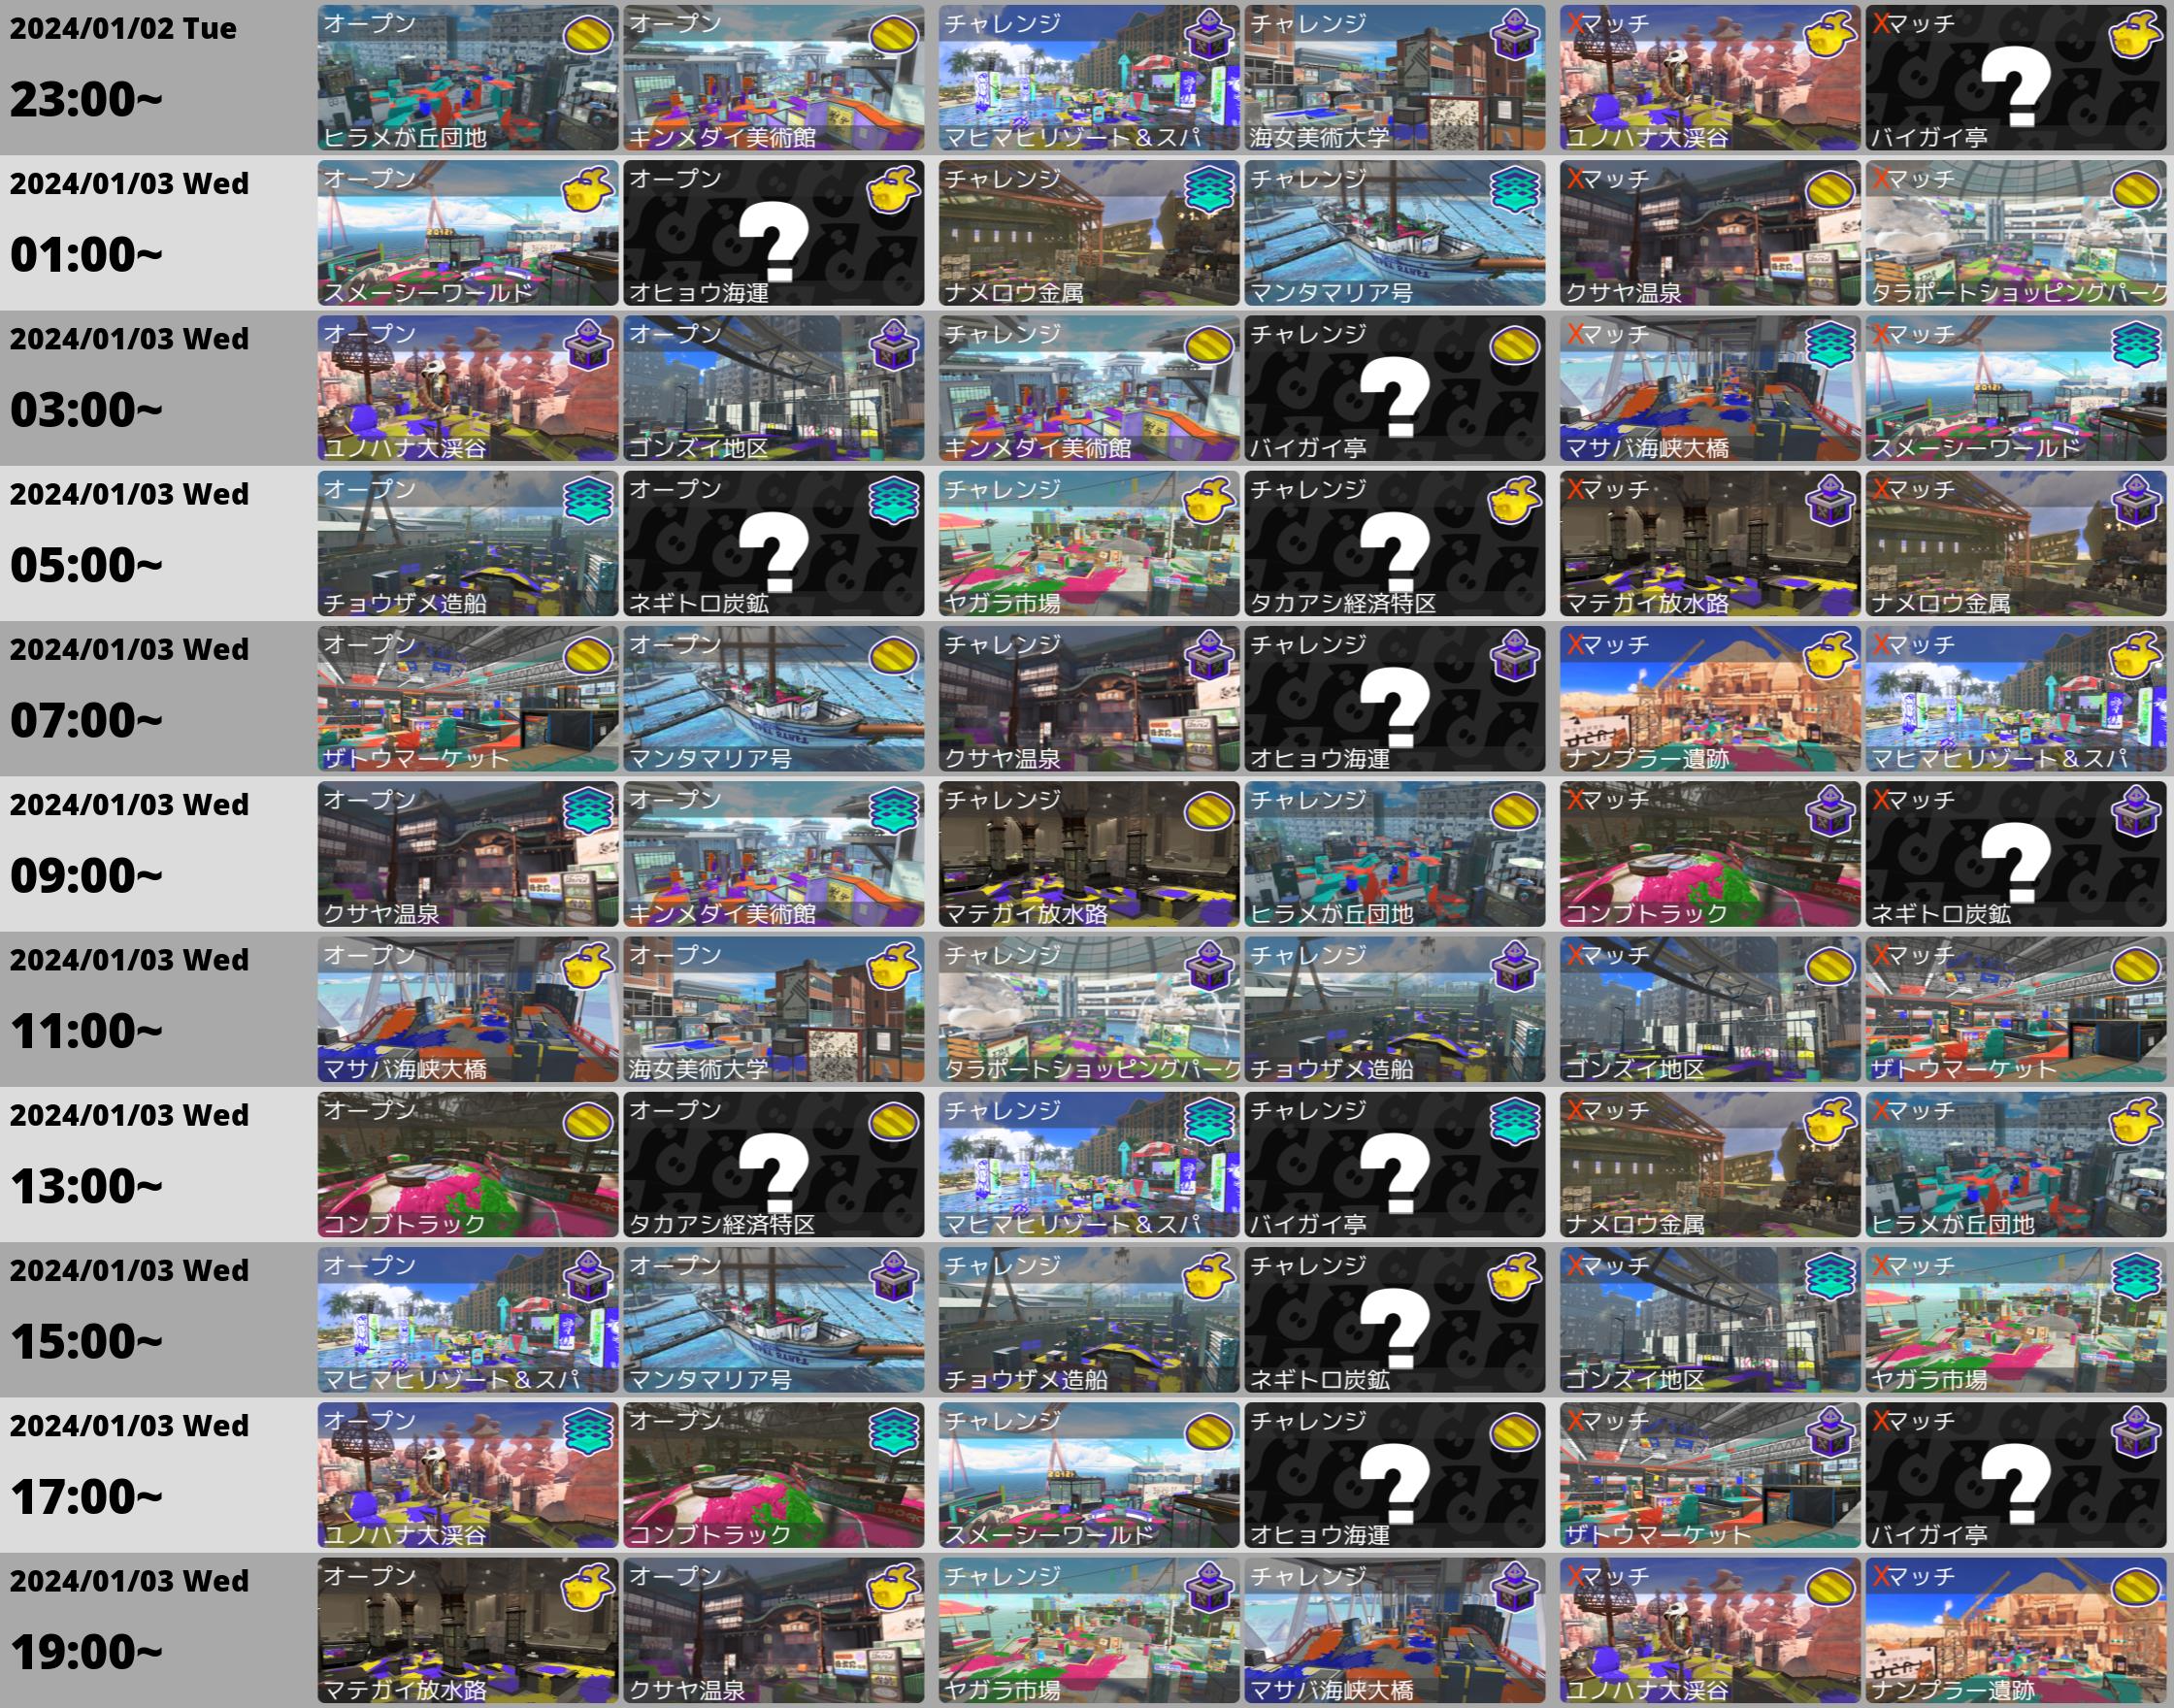 2024/01/02 Tue
23:00~
オープン
ヒラメが丘団地
オープン
キンメダイ美術館
チャレンジ
マヒマヒリゾート＆スパ
チャレンジ
海女美術大学
Xマッチ
ユノハナ大渓谷
Xマッチ
バイガイ亭
2024/01/03 Wed
01:00~
オープン
スメーシーワールド
オープン
オヒョウ海運
チャレンジ
ナメロウ金属
チャレンジ
マンタマリア号
Xマッチ
クサヤ温泉
Xマッチ
タラポートショッピングパーク
2024/01/03 Wed
03:00~
オープン
ユノハナ大渓谷
オープン
ゴンズイ地区
チャレンジ
キンメダイ美術館
チャレンジ
バイガイ亭
Xマッチ
マサバ海峡大橋
Xマッチ
スメーシーワールド
2024/01/03 Wed
05:00~
オープン
チョウザメ造船
オープン
ネギトロ炭鉱
チャレンジ
ヤガラ市場
チャレンジ
タカアシ経済特区
Xマッチ
マテガイ放水路
Xマッチ
ナメロウ金属
2024/01/03 Wed
07:00~
オープン
ザトウマーケット
オープン
マンタマリア号
チャレンジ
クサヤ温泉
チャレンジ
オヒョウ海運
Xマッチ
ナンプラー遺跡
Xマッチ
マヒマヒリゾート＆スパ
2024/01/03 Wed
09:00~
オープン
クサヤ温泉
オープン
キンメダイ美術館
チャレンジ
マテガイ放水路
チャレンジ
ヒラメが丘団地
Xマッチ
コンブトラック
Xマッチ
ネギトロ炭鉱
2024/01/03 Wed
11:00~
オープン
マサバ海峡大橋
オープン
海女美術大学
チャレンジ
タラポートショッピングパーク
チャレンジ
チョウザメ造船
Xマッチ
ゴンズイ地区
Xマッチ
ザトウマーケット
2024/01/03 Wed
13:00~
オープン
コンブトラック
オープン
タカアシ経済特区
チャレンジ
マヒマヒリゾート＆スパ
チャレンジ
バイガイ亭
Xマッチ
ナメロウ金属
Xマッチ
ヒラメが丘団地
2024/01/03 Wed
15:00~
オープン
マヒマヒリゾート＆スパ
オープン
マンタマリア号
チャレンジ
チョウザメ造船
チャレンジ
ネギトロ炭鉱
Xマッチ
ゴンズイ地区
Xマッチ
ヤガラ市場
2024/01/03 Wed
17:00~
オープン
ユノハナ大渓谷
オープン
コンブトラック
チャレンジ
スメーシーワールド
チャレンジ
オヒョウ海運
Xマッチ
ザトウマーケット
Xマッチ
バイガイ亭
2024/01/03 Wed
19:00~
オープン
マテガイ放水路
オープン
クサヤ温泉
チャレンジ
ヤガラ市場
チャレンジ
マサバ海峡大橋
Xマッチ
ユノハナ大渓谷
Xマッチ
ナンプラー遺跡